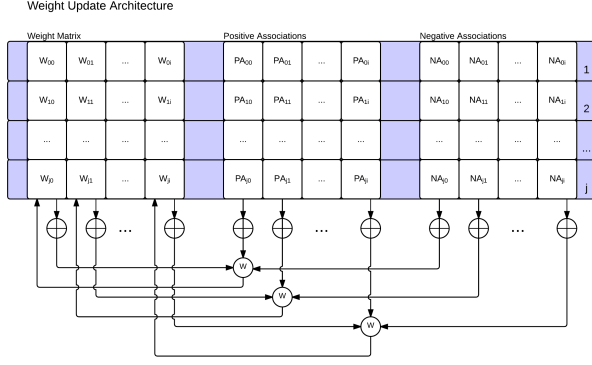 Weight Update Architecture
Weight Matrix Positive Associations Negative Associations
W00 W01 ... W0i PA00 PA01 ... PA0i NA00 NA01 ... NA0i 1
W10 W11 ... W1i PA10 PA11 ... PA1i NA10 NA11 ... NA1i 2
... ... ... ... ... ... ... ... ... ... ... ... ...
Wj0 Wj1 ... Wji PAj0 PAj1 ... PAji NAj0 NAj1 ... NAji j
... ... ...
W
W
W